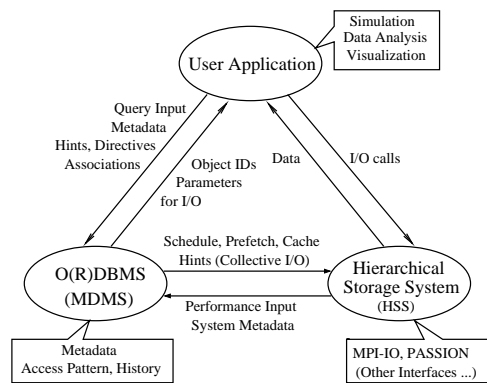 Simulation
Data Analysis
Visualization
User Application
Query Input
Metadata
Hints, Directives
Associations
Object IDs
Parameters
for I/O
Data
I/O calls
Schedule, Prefetch, Cache
Hints (Collective I/O)
O(R)DBMS
(MDMS)
Hierarchical
Storage System
(HSS)
Performance Input
System Metadata
Metadata
Access Pattern, History
MPI-IO, PASSION
(Other Interfaces ...)